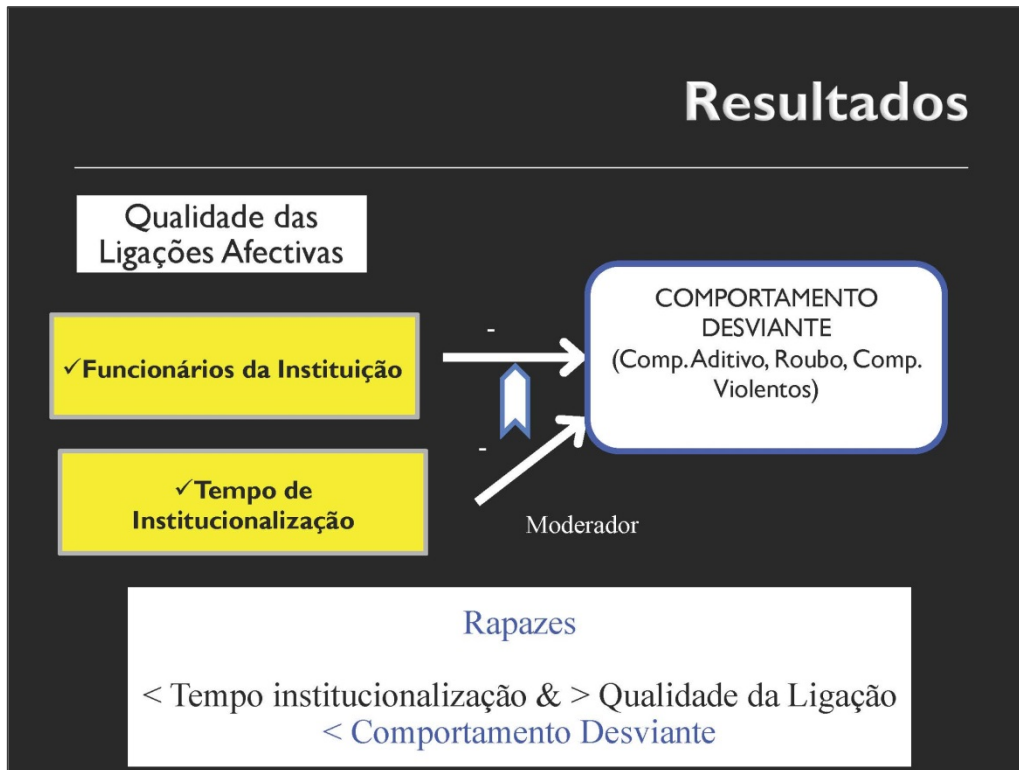 Resultados
Qualidade das
Ligações Afectivas
✓Funcionários da Instituição
-
COMPORTAMENTO
DESVIANTE
(Comp.Aditivo, Roubo, Comp.
Violentos)
✓Tempo de
Institucionalização
-
Moderador
Rapazes
< Tempo institucionalização & > Qualidade da Ligação
< Comportamento Desviante